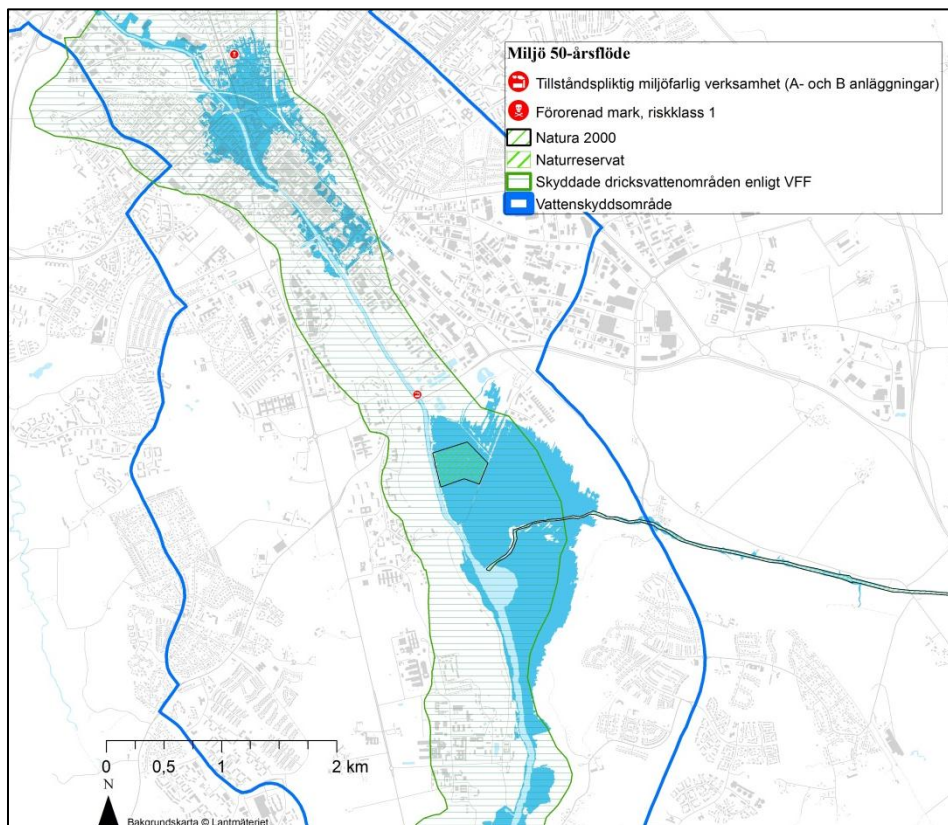 Miljö 50-årsflöde
Tillståndspliktig miljöfarlig verksamhet (A- och B anläggningar)
Förorenad mark, riskklass 1
Natura 2000
Naturreservat
Skyddade dricksvattenområden enligt VFF
Vattenskyddsområde
0 0,5 1 2 km
N
Bakgrundskarta © Lantmäteriet